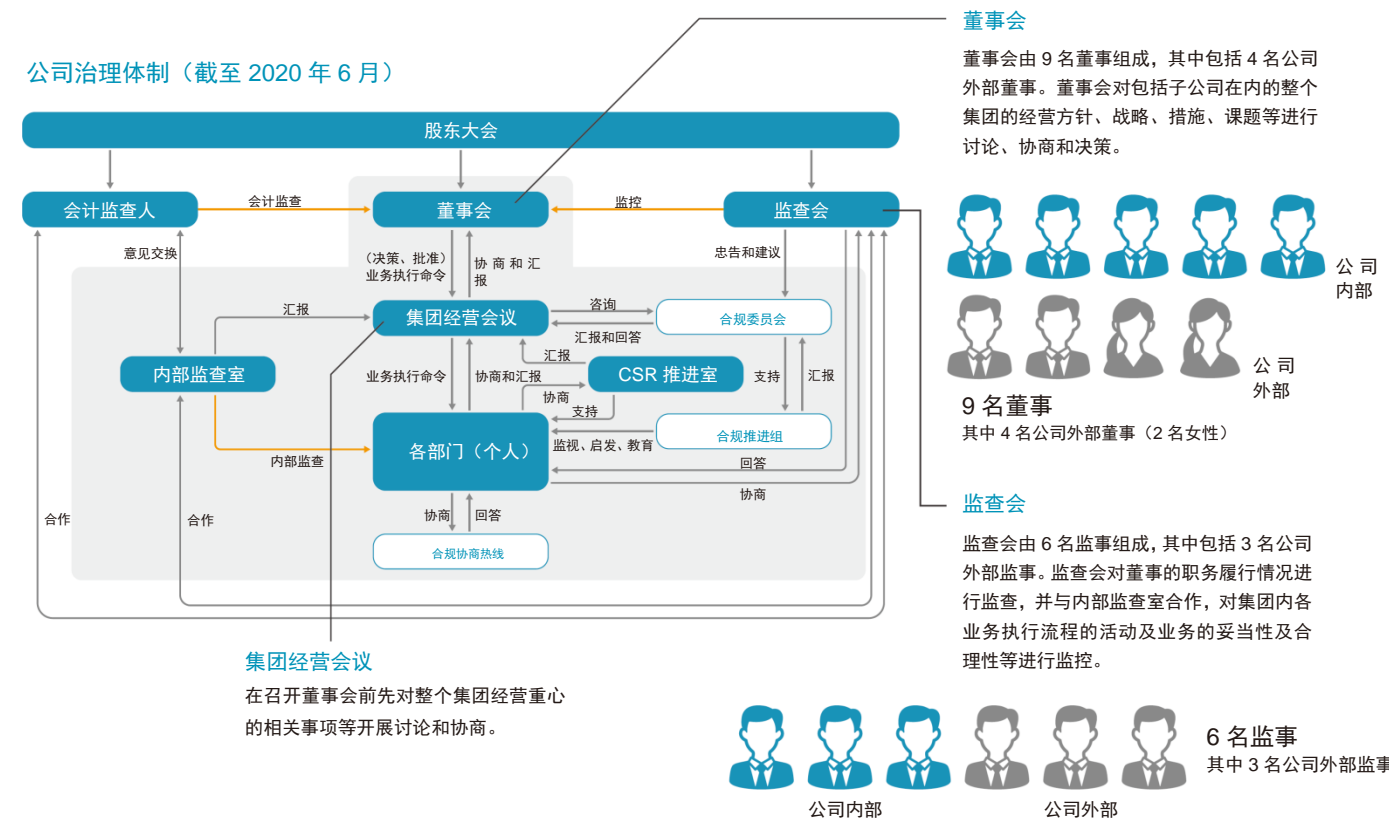 公司治理体制（截至 2020 年 6 月）
股东大会
会计监查人
会计监查
董事会
监控
监查会
意见交换
（决策、批准）
业务执行命令
协 商 和 汇
报
忠告和建议
汇报
集团经营会议
咨询
合规委员会
汇报和回答
汇报
内部监查室
业务执行命令
协商和汇报
CSR 推进室
支持
汇报
协商
支持
各部门（个人）
合规推进组
监视、启发、教育
内部监查
回答
协商
合作
合作
协商
回答
合规协商热线
集团经营会议
在召开董事会前先对整个集团经营重心
的相关事项等开展讨论和协商。
董事会
董事会由 9 名董事组成，其中包括 4 名公司
外部董事。董事会对包括子公司在内的整个
集团的经营方针、战略、措施、课题等进行
讨论、协商和决策。
公 司
内部
公 司
外部
9 名董事
其中 4 名公司外部董事（2 名女性）
监查会
监查会由 6 名监事组成，其中包括 3 名公司
外部监事。监查会对董事的职务履行情况进
行监查，并与内部监查室合作，对集团内各
业务执行流程的活动及业务的妥当性及合
理性等进行监控。
6 名监事
其中 3 名公司外部监事
公司内部
公司外部